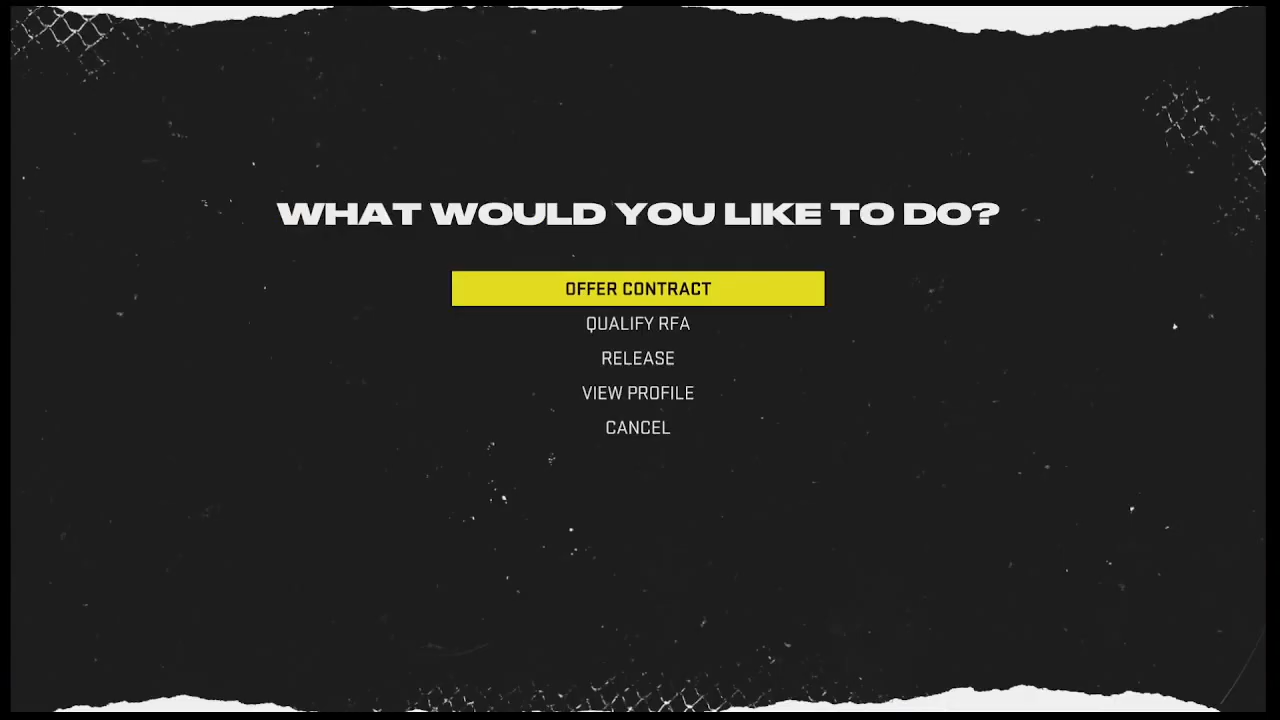 WHAT WOULD YOU LIKE TO DO?
OFFER CONTRACT
QUALIFY RFA
RELEASE
VIEW PROFILE
CANCEL